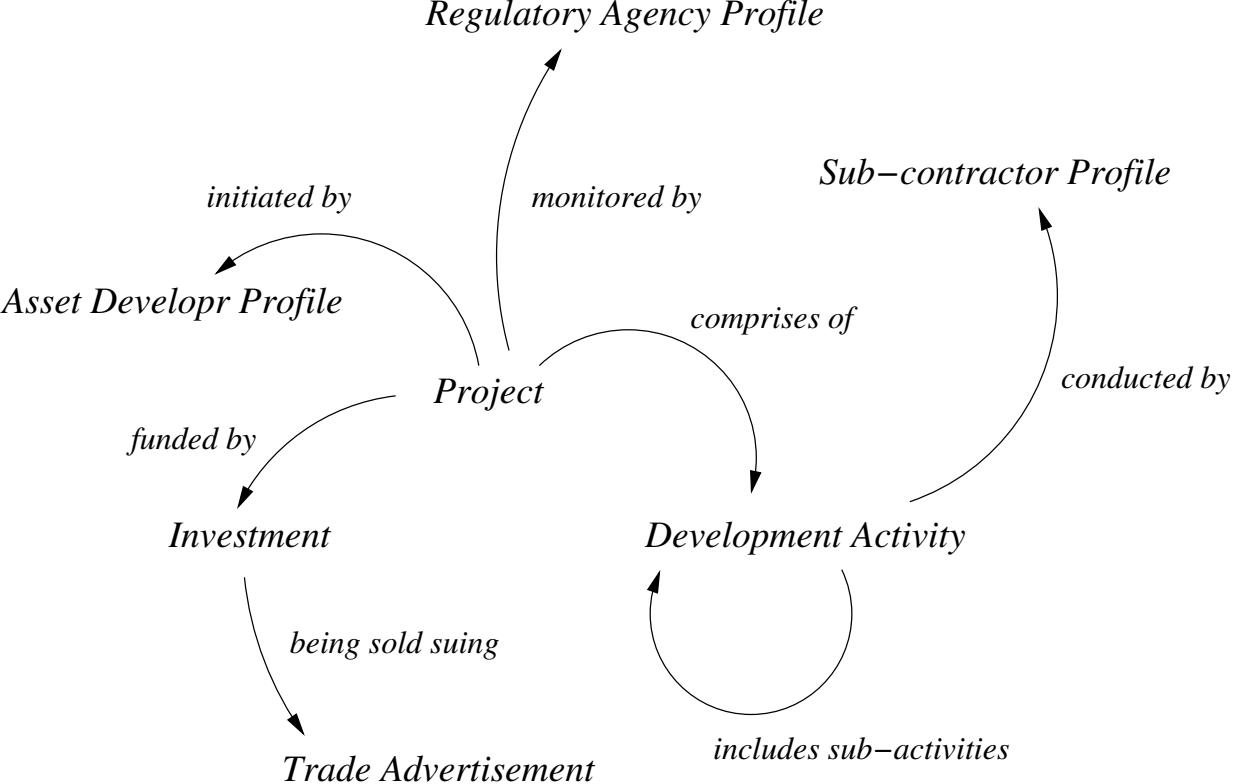 Regulatory Agency Profile
Sub−contractor Profile
initiated by
monitored by
Asset Developr Profile
comprises of
conducted by
Project
funded by
Investment
Development Activity
being sold suing
includes sub−activities
Trade Advertisement